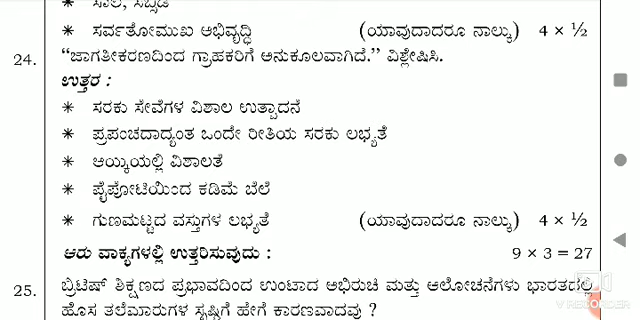 * ಸಾಲ, ಸಬ್ಸಿಡಿ
* ಸರ್ವತೋಮುಖ ಅಭಿವೃದ್ಧಿ (ಯಾವುದಾದರೂ ನಾಲ್ಕು) 4 × ½
24. “ಜಾಗತೀಕರಣದಿಂದ ಗ್ರಾಹಕರಿಗೆ ಅನುಕೂಲವಾಗಿದೆ.” ವಿಶ್ಲೇಷಿಸಿ.
ಉತ್ತರ :
* ಸರಕು ಸೇವೆಗಳ ವಿಶಾಲ ಉತ್ಪಾದನೆ
* ಪ್ರಪಂಚದಾದ್ಯಂತ ಒಂದೇ ರೀತಿಯ ಸರಕು ಲಭ್ಯತೆ
* ಆಯ್ಕೆಯಲ್ಲಿ ವಿಶಾಲತೆ
* ಪೈಪೋಟಿಯಿಂದ ಕಡಿಮೆ ಬೆಲೆ
* ಗುಣಮಟ್ಟದ ವಸ್ತುಗಳ ಲಭ್ಯತೆ (ಯಾವುದಾದರೂ ನಾಲ್ಕು) 4 × ½
ಆರು ವಾಕ್ಯಗಳಲ್ಲಿ ಉತ್ತರಿಸುವುದು : 9 × 3 = 27
25. ಬ್ರಿಟಿಷ್ ಶಿಕ್ಷಣದ ಪ್ರಭಾವದಿಂದ ಉಂಟಾದ ಅಭಿರುಚಿ ಮತ್ತು ಆಲೋಚನೆಗಳು ಭಾರತದಲ್ಲಿ
ಹೊಸ ತಲೆಮಾರುಗಳ ಸೃಷ್ಟಿಗೆ ಹೇಗೆ ಕಾರಣವಾದವು ?